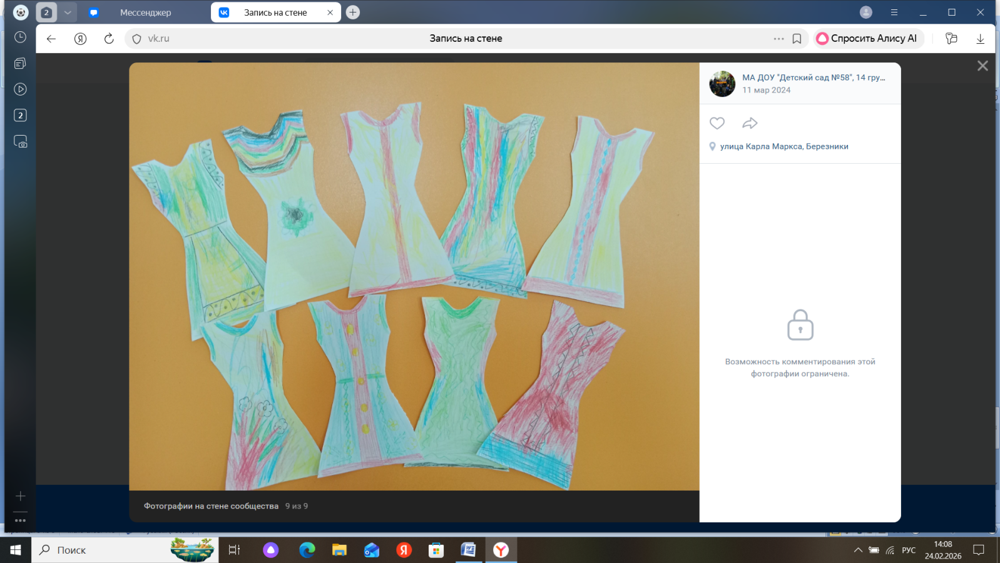 2
Мессенджер
Запись на стене
vk.ru
Запись на стене
Спросить Алису AI
2
МА ДОУ "Детский сад №58", 14 гру...
11 мар 2024
улица Карла Маркса, Березники
Возможность комментирования этой
фотографии ограничена.
Фотографии на стене сообщества 9 из 9
Поиск
РУС
14:08
24.02.2026